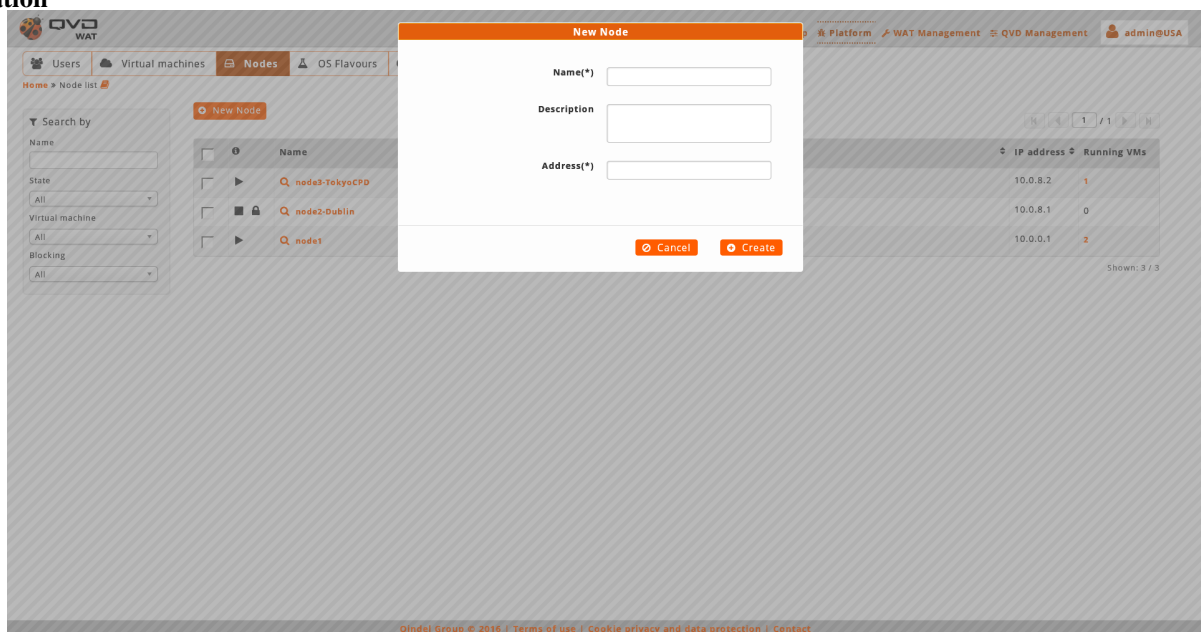 QVD
WAT
New Node
Platform
WAT Management
QVD Management
admin@USA
Users
Virtual machines
Nodes
OS Flavours
Home » Node list
Name(*)
Description
Address(*)
Cancel
Create
New Node
1 / 1
Search by
Name
State
All
Virtual machine
All
Blocking
All
Name
IP address
Running VMs
node3-TokyoCPD
10.0.8.2
1
node2-Dublin
10.0.8.1
0
node1
10.0.0.1
2
Shown: 3 / 3
Qindel Group © 2016 | Terms of use | Cookie privacy and data protection | Contact